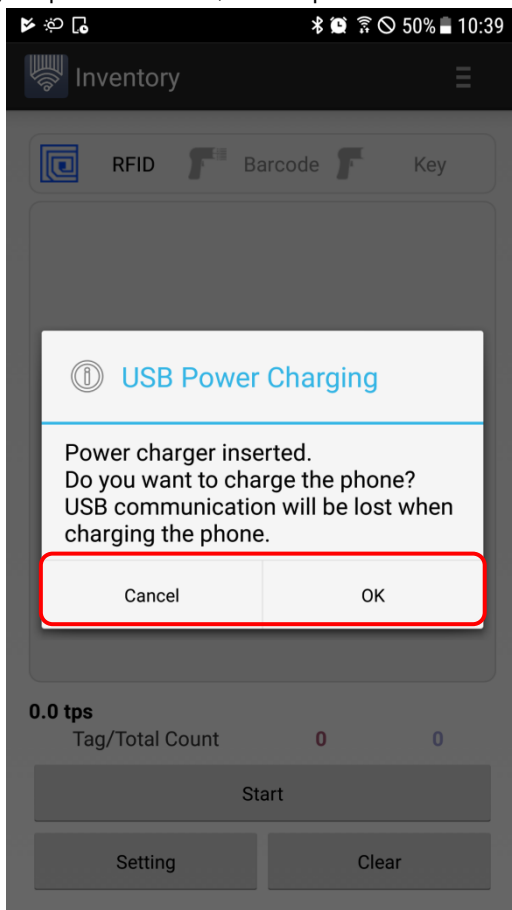 50% 10:39
Inventory
RFID Barcode Key
USB Power Charging
Power charger inserted.
Do you want to charge the phone?
USB communication will be lost when
charging the phone.
Cancel OK
0.0 tps
Tag/Total Count 0 0
Start
Setting Clear